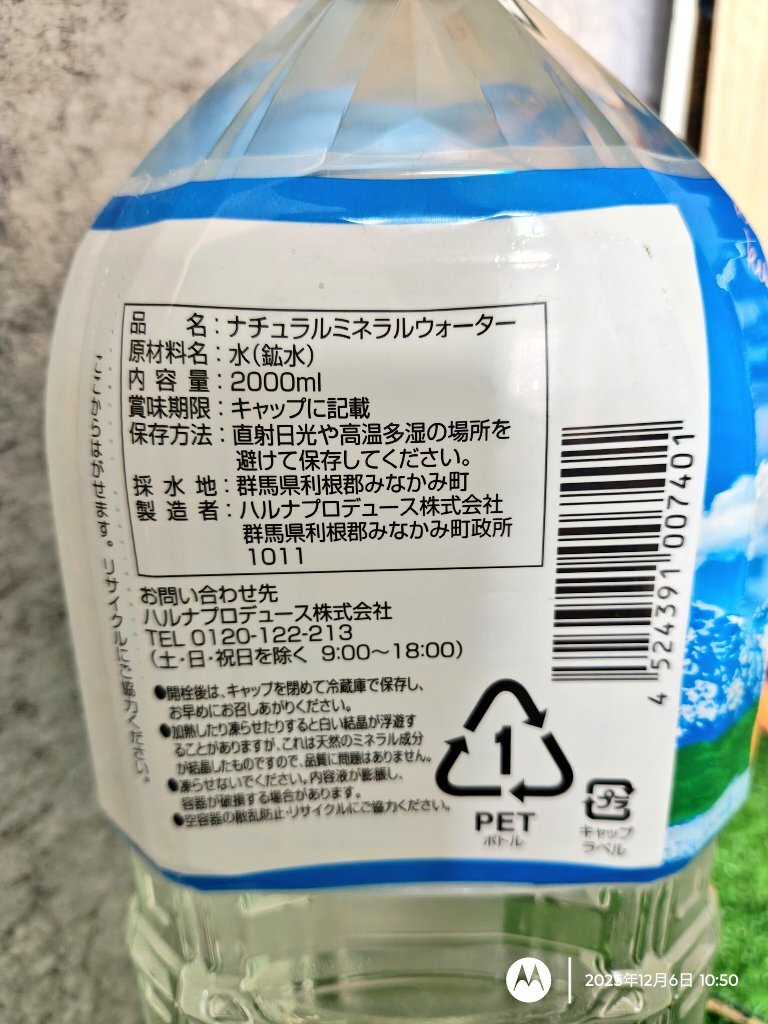 品名：ナチュラルミネラルウォーター
原材料名：水（鉱水）
内容量：2000ml
賞味期限：キャップに記載
保存方法：直射日光や高温多湿の場所を
避けて保存してください。
採水地：群馬県利根郡みなかみ町
製造者：ハルナプロデュース株式会社
群馬県利根郡みなかみ町政所
1011
お問い合わせ先
ハルナプロデュース株式会社
TEL 0120-122-213
（土・日・祝日を除く 9:00〜18:00）
●開栓後は、キャップを閉めて冷蔵庫で保存し、
お早めにお召しあがりください。
●加熱したり凍らせたりすると白い結晶が浮遊す
ることがありますが、これは天然のミネラル成分
が結晶したものですので、品質に問題はありません。
●凍らせないでください。内容液が膨脹し、
容器が破損する場合があります。
●空容器の散乱防止・リサイクルにご協力ください。
ここからはがせます。リサイクルにご協力ください。
4 524391 007401
1
PET
ボトル
プラ
キャップ
ラベル
2025年12月6日 10:50